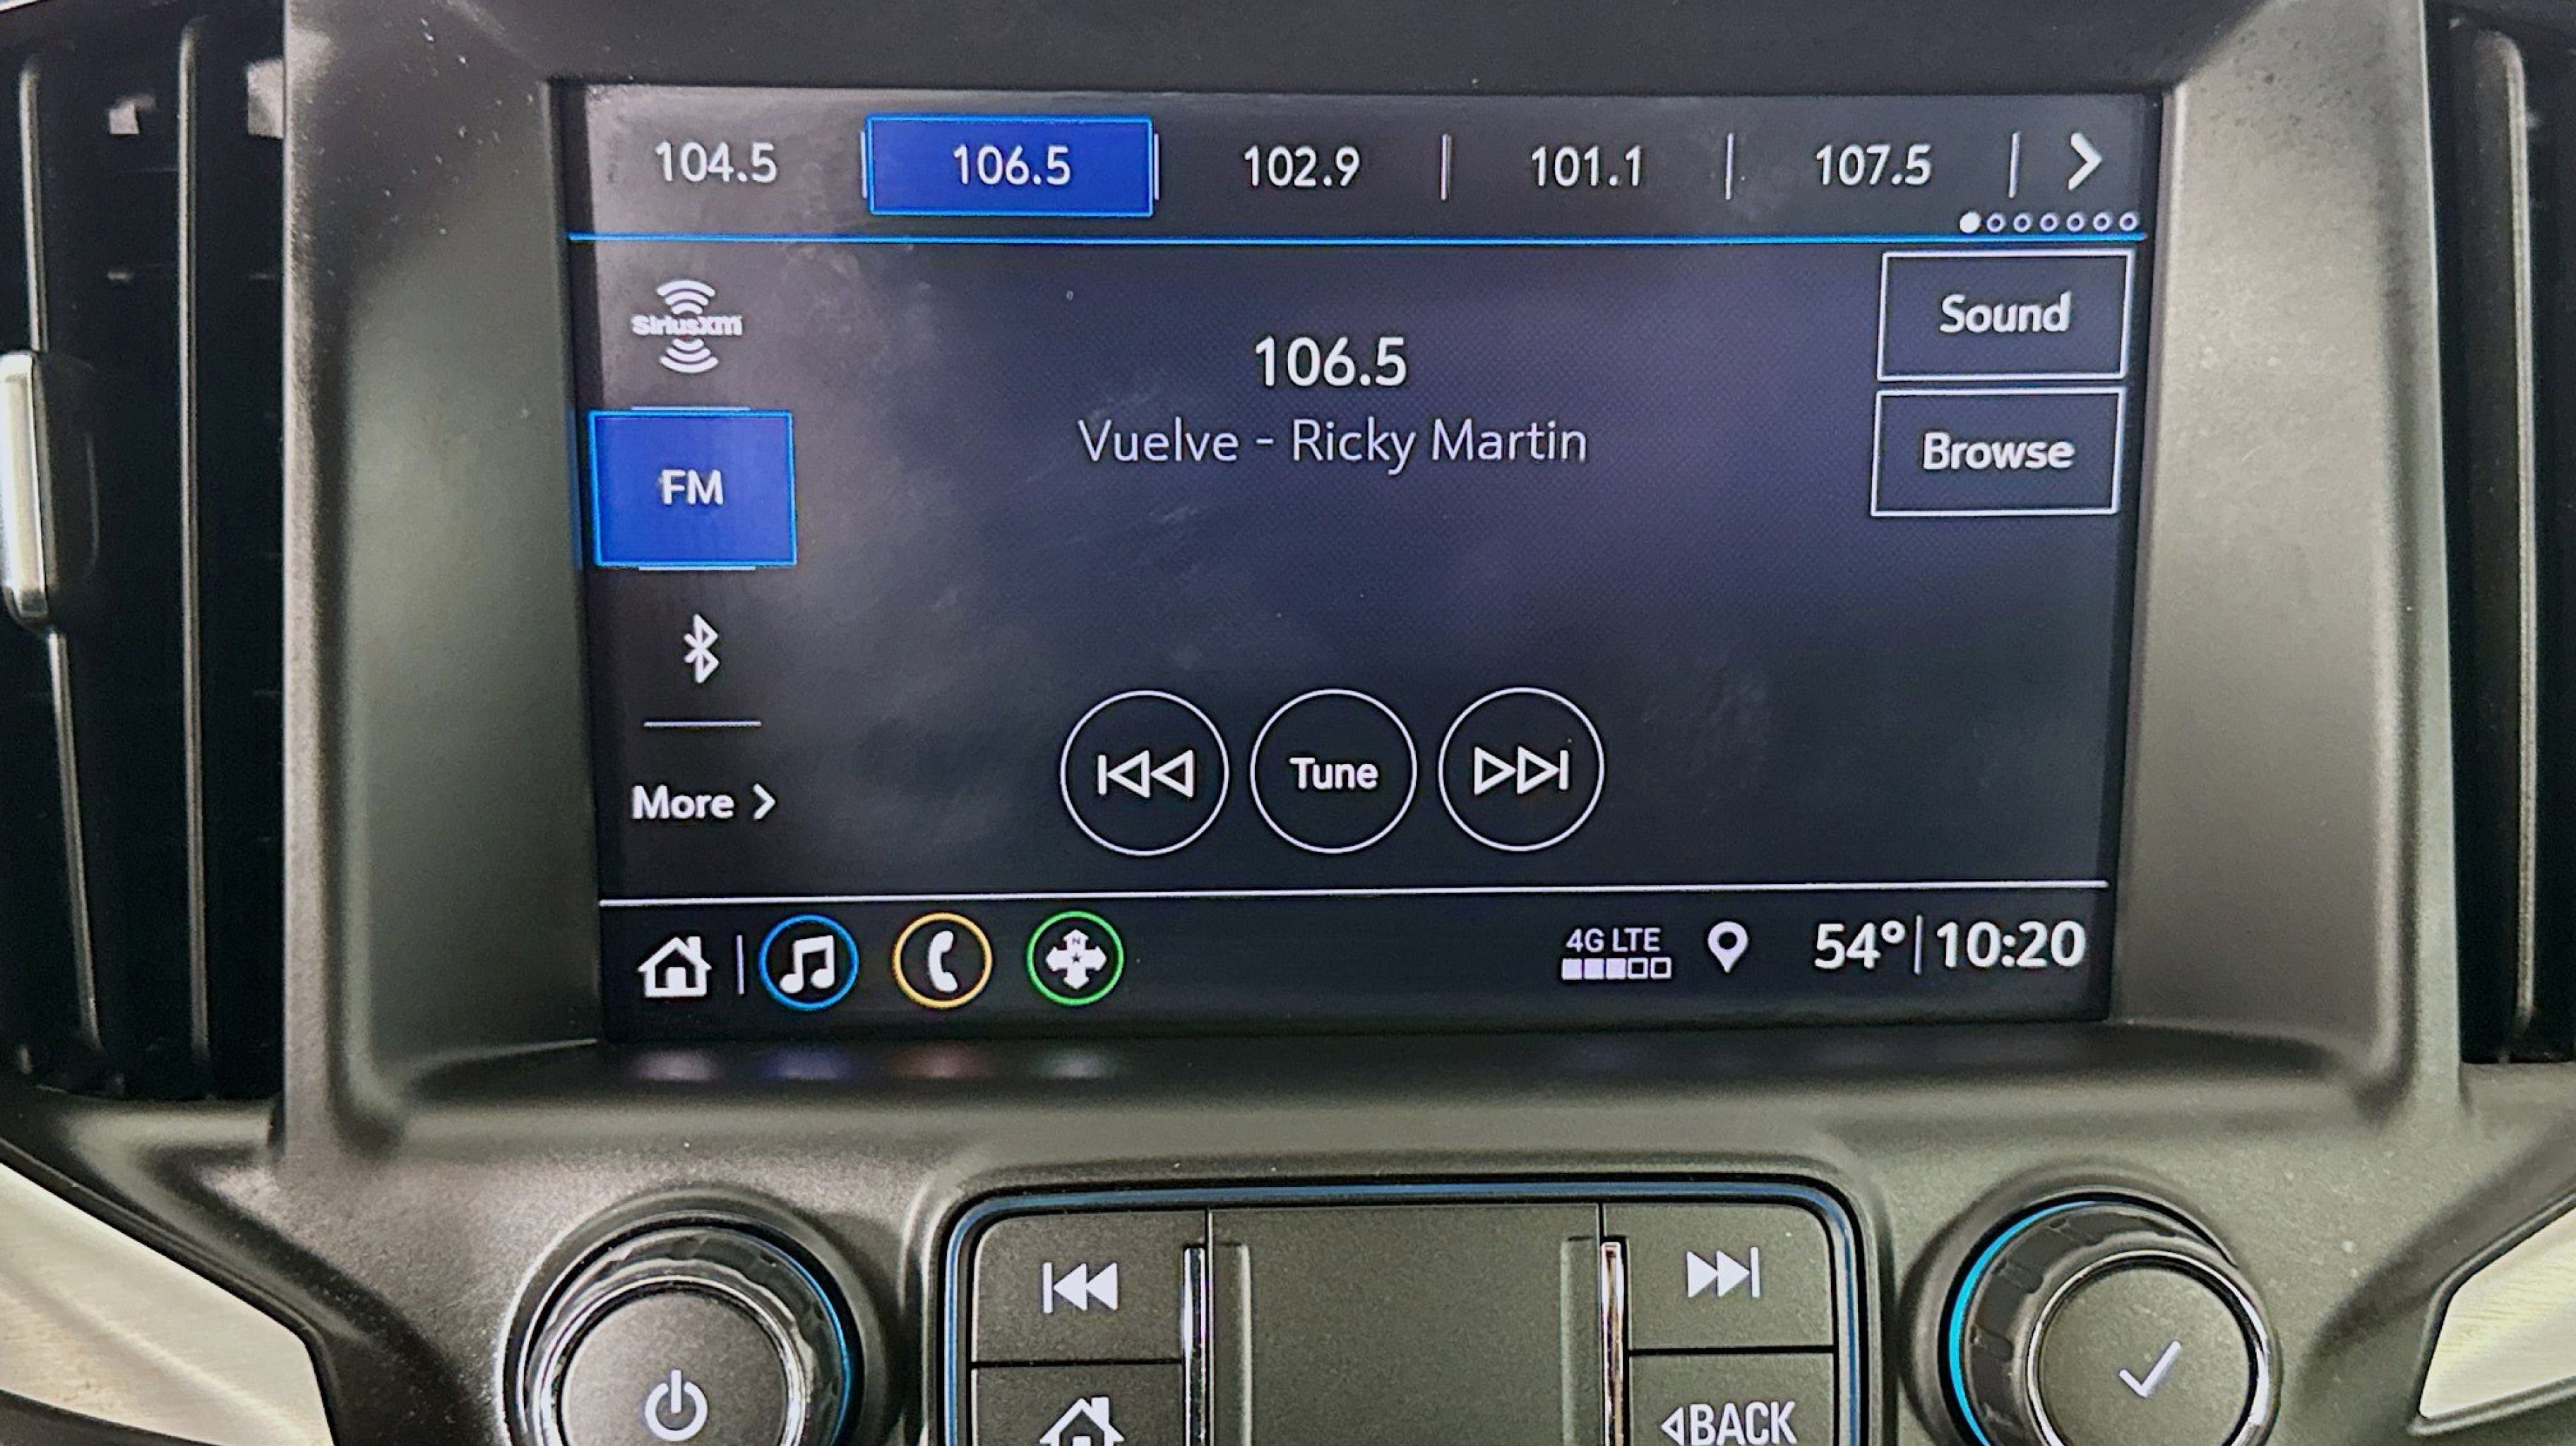 104.5 | 106.5 | 102.9 | 101.1 | 107.5 |
SiriusXM
Sound
106.5
Vuelve - Ricky Martin
Browse
FM
Tune
More >
4G LTE
54° | 10:20
BACK